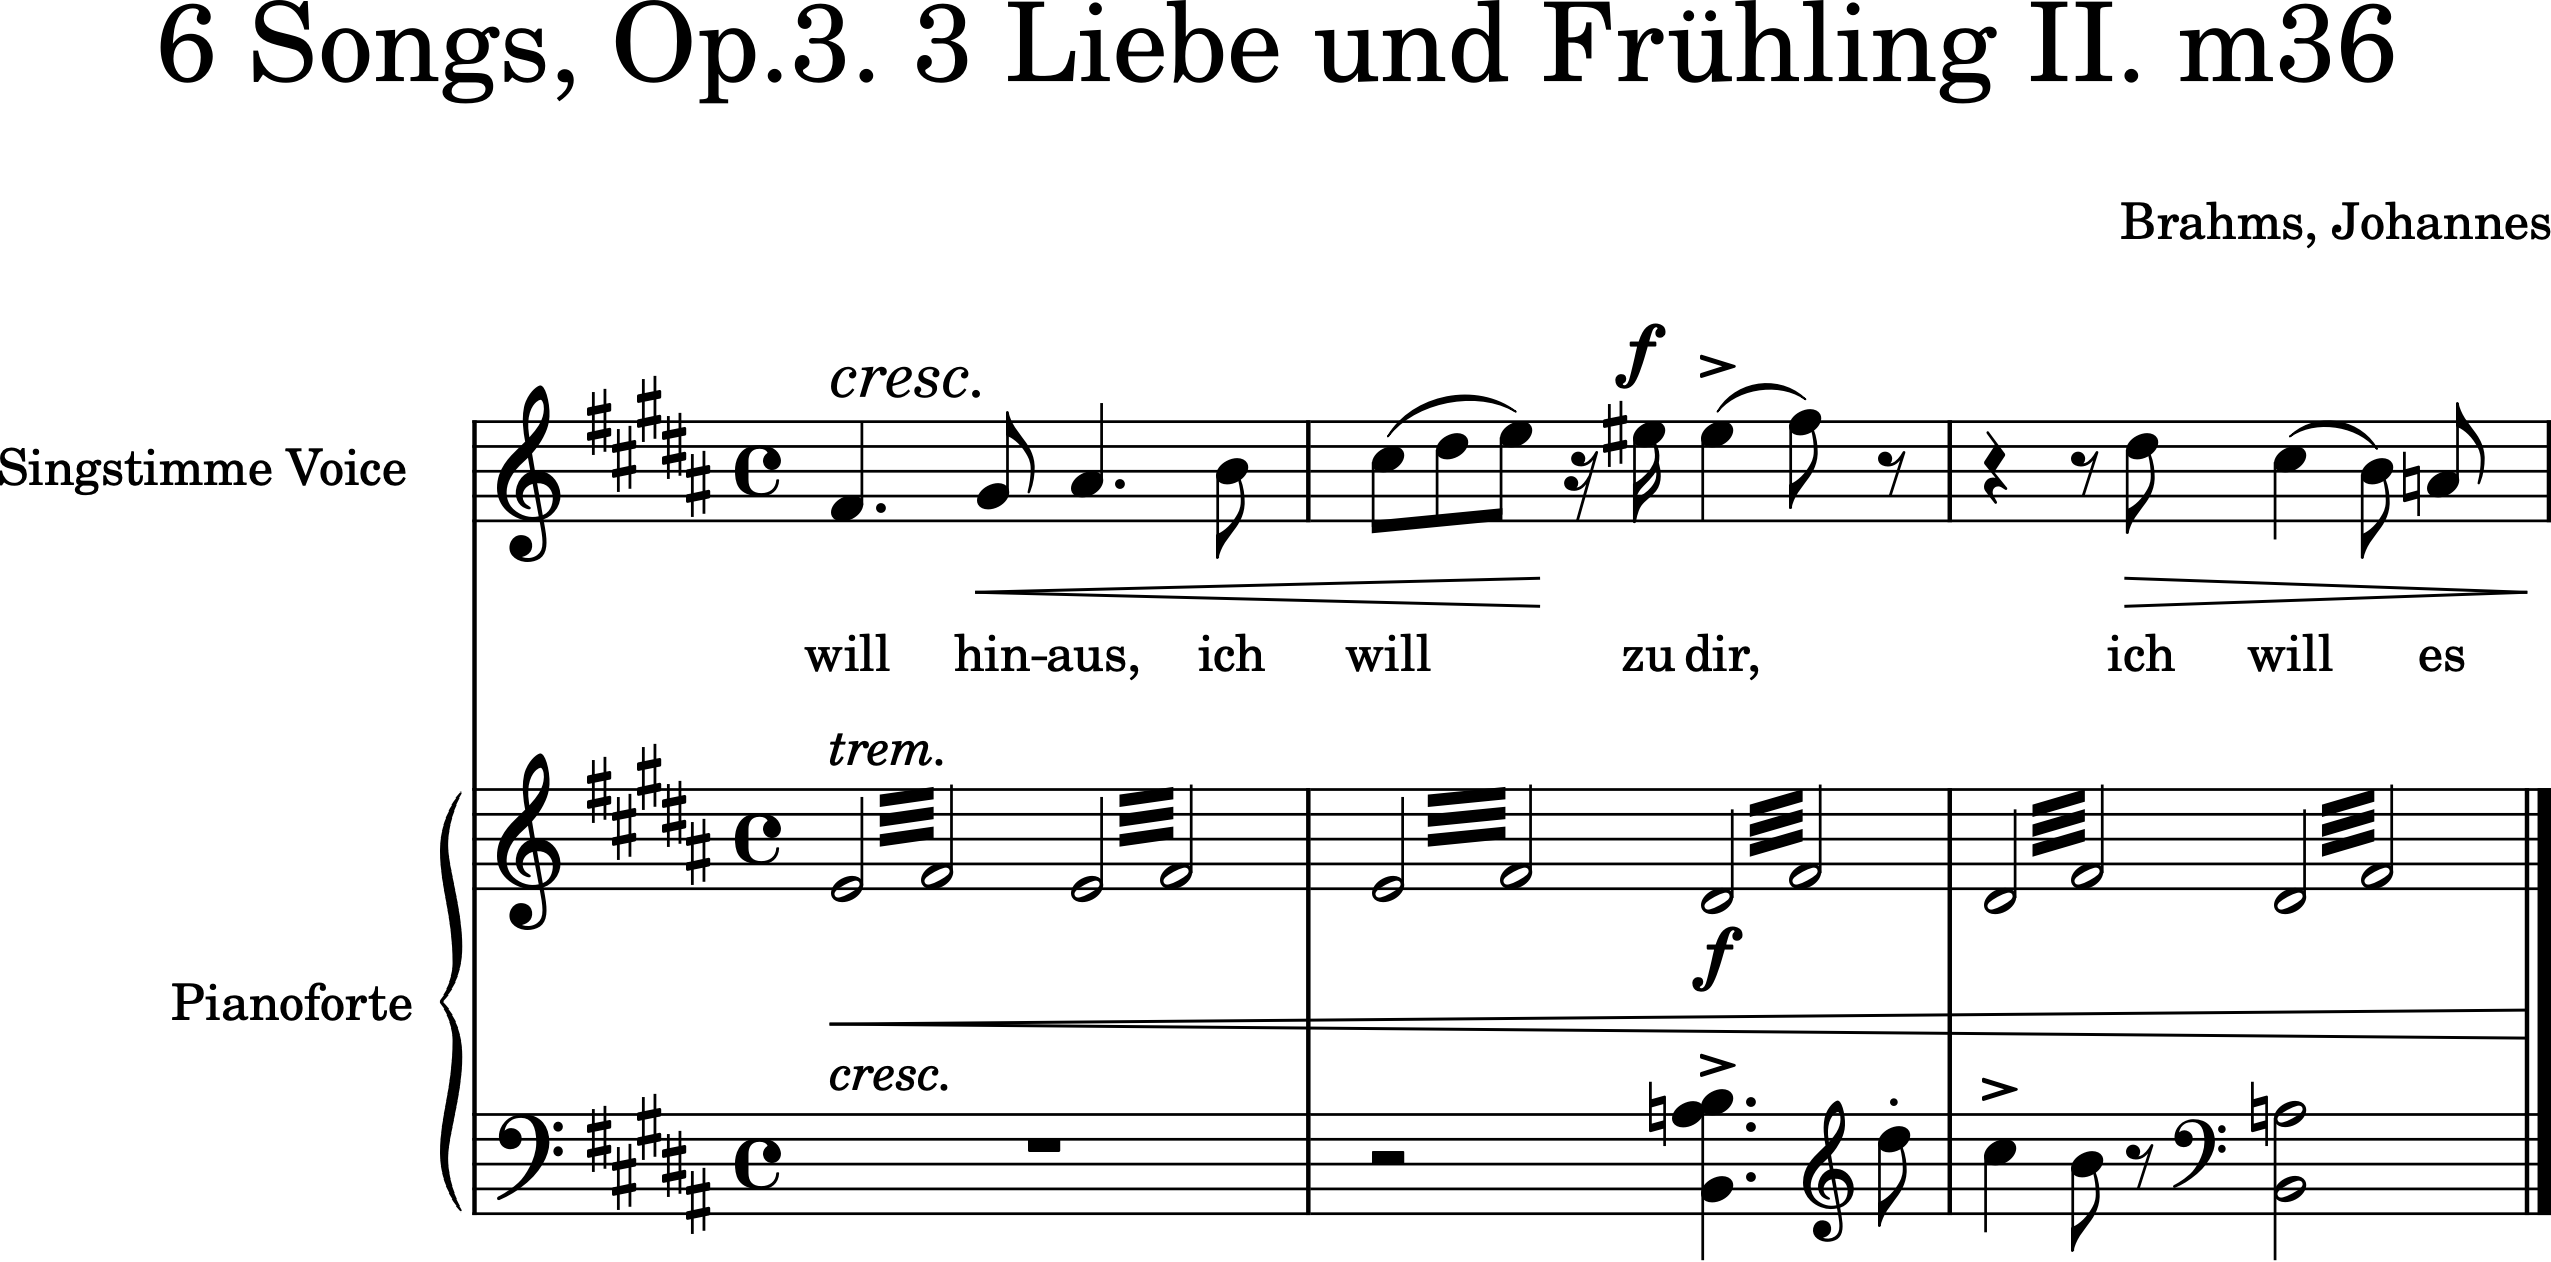 6 Songs, Op.3. 3 Liebe und Frühling II. m36
Brahms, Johannes
cresc.
f
Singstimme Voice
will hin-aus, ich will zu dir, ich will es
trem.
f
Pianoforte
cresc.